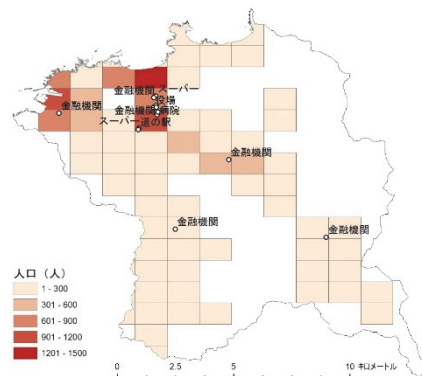 金融機関 スーパー
役場
金融機関
金融機関 病院
スーパー 道の駅
金融機関
金融機関
金融機関
人口（人）
1 - 300
301 - 600
601 - 900
901 - 1200
1201 - 1500
0 2.5 5 10 キロメートル